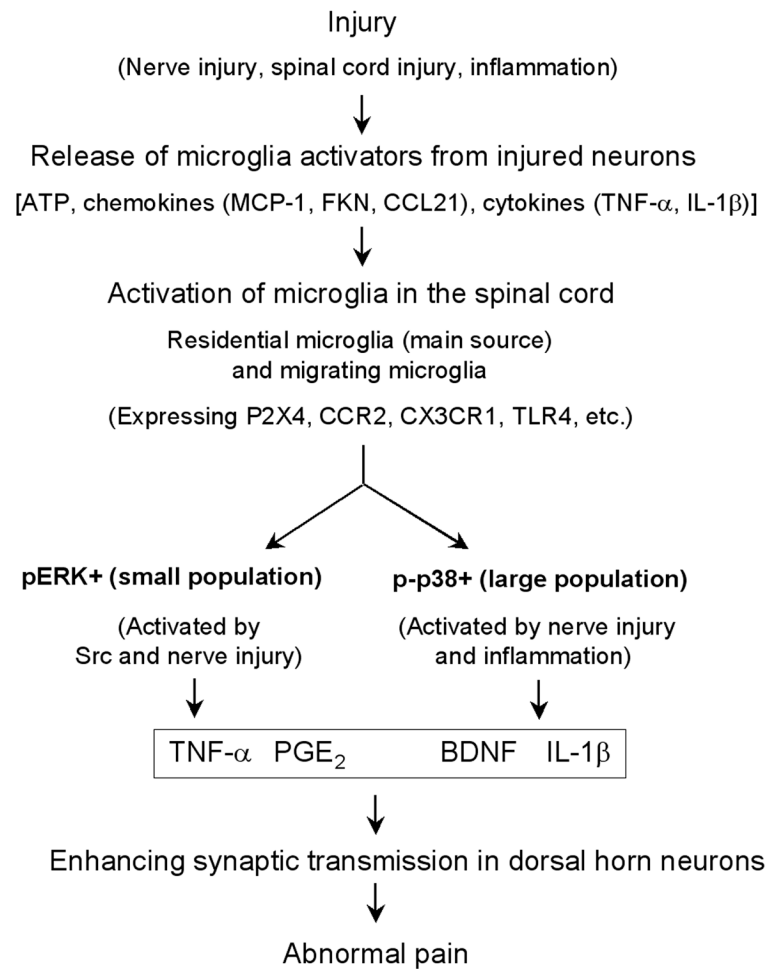 Injury
(Nerve injury, spinal cord injury, inflammation)
Release of microglia activators from injured neurons
[ATP, chemokines (MCP-1, FKN, CCL21), cytokines (TNF-α, IL-1β)]
Activation of microglia in the spinal cord
Residential microglia (main source)
and migrating microglia
(Expressing P2X4, CCR2, CX3CR1, TLR4, etc.)
pERK+ (small population)
(Activated by
Src and nerve injury)
p-p38+ (large population)
(Activated by nerve injury
and inflammation)
TNF-α PGE₂ BDNF IL-1β
Enhancing synaptic transmission in dorsal horn neurons
Abnormal pain